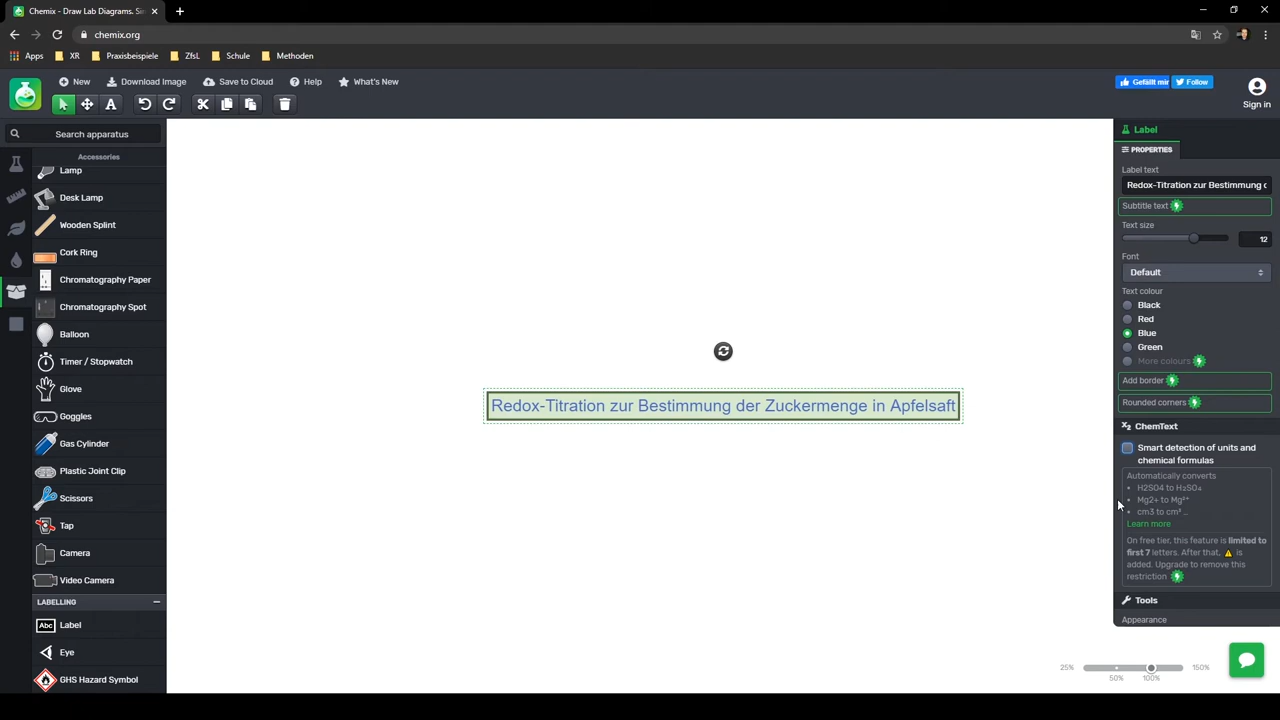 Chemix - Draw Lab Diagrams. Sim
chemix.org
Apps
XR
Praxisbeispiele
ZfsL
Schule
Methoden
New
Download Image
Save to Cloud
Help
What's New
Gefällt mir
Follow
Sign in
A
Search apparatus
Accessories
Lamp
Desk Lamp
Wooden Splint
Cork Ring
Chromatography Paper
Chromatography Spot
Balloon
Timer / Stopwatch
Glove
Goggles
Gas Cylinder
Plastic Joint Clip
Scissors
Tap
Camera
Video Camera
LABELLING
Abc Label
Eye
GHS Hazard Symbol
Redox-Titration zur Bestimmung der Zuckermenge in Apfelsaft
Label
PROPERTIES
Label text
Redox-Titration zur Bestimmung d
Subtitle text
Text size
12
Font
Default
Text colour
Black
Red
Blue
Green
More colours
Add border
Rounded corners
X₂ ChemText
Smart detection of units and
chemical formulas
Automatically converts
• H2SO4 to H₂SO₄
• Mg2+ to Mg²⁺
• cm3 to cm³ ...
Learn more
On free tier, this feature is limited to
first 7 letters. After that, ⚠ is
added. Upgrade to remove this
restriction
Tools
Appearance
25%
50%
100%
150%